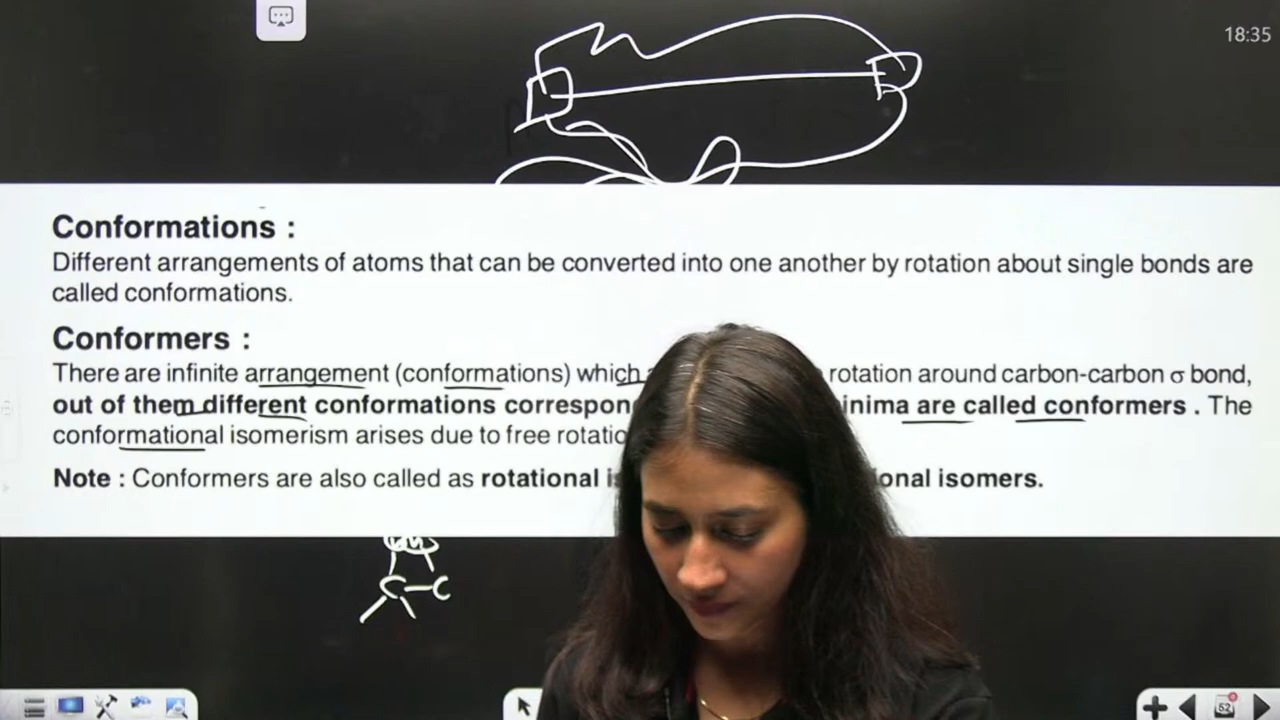 18:35
Conformations :
Different arrangements of atoms that can be converted into one another by rotation about single bonds are
called conformations.
Conformers :
There are infinite arrangement (conformations) which rotation around carbon-carbon σ bond,
out of them different conformations correspon inima are called conformers . The
conformational isomerism arises due to free rotatio
Note : Conformers are also called as rotational i onal isomers.
C–C
52